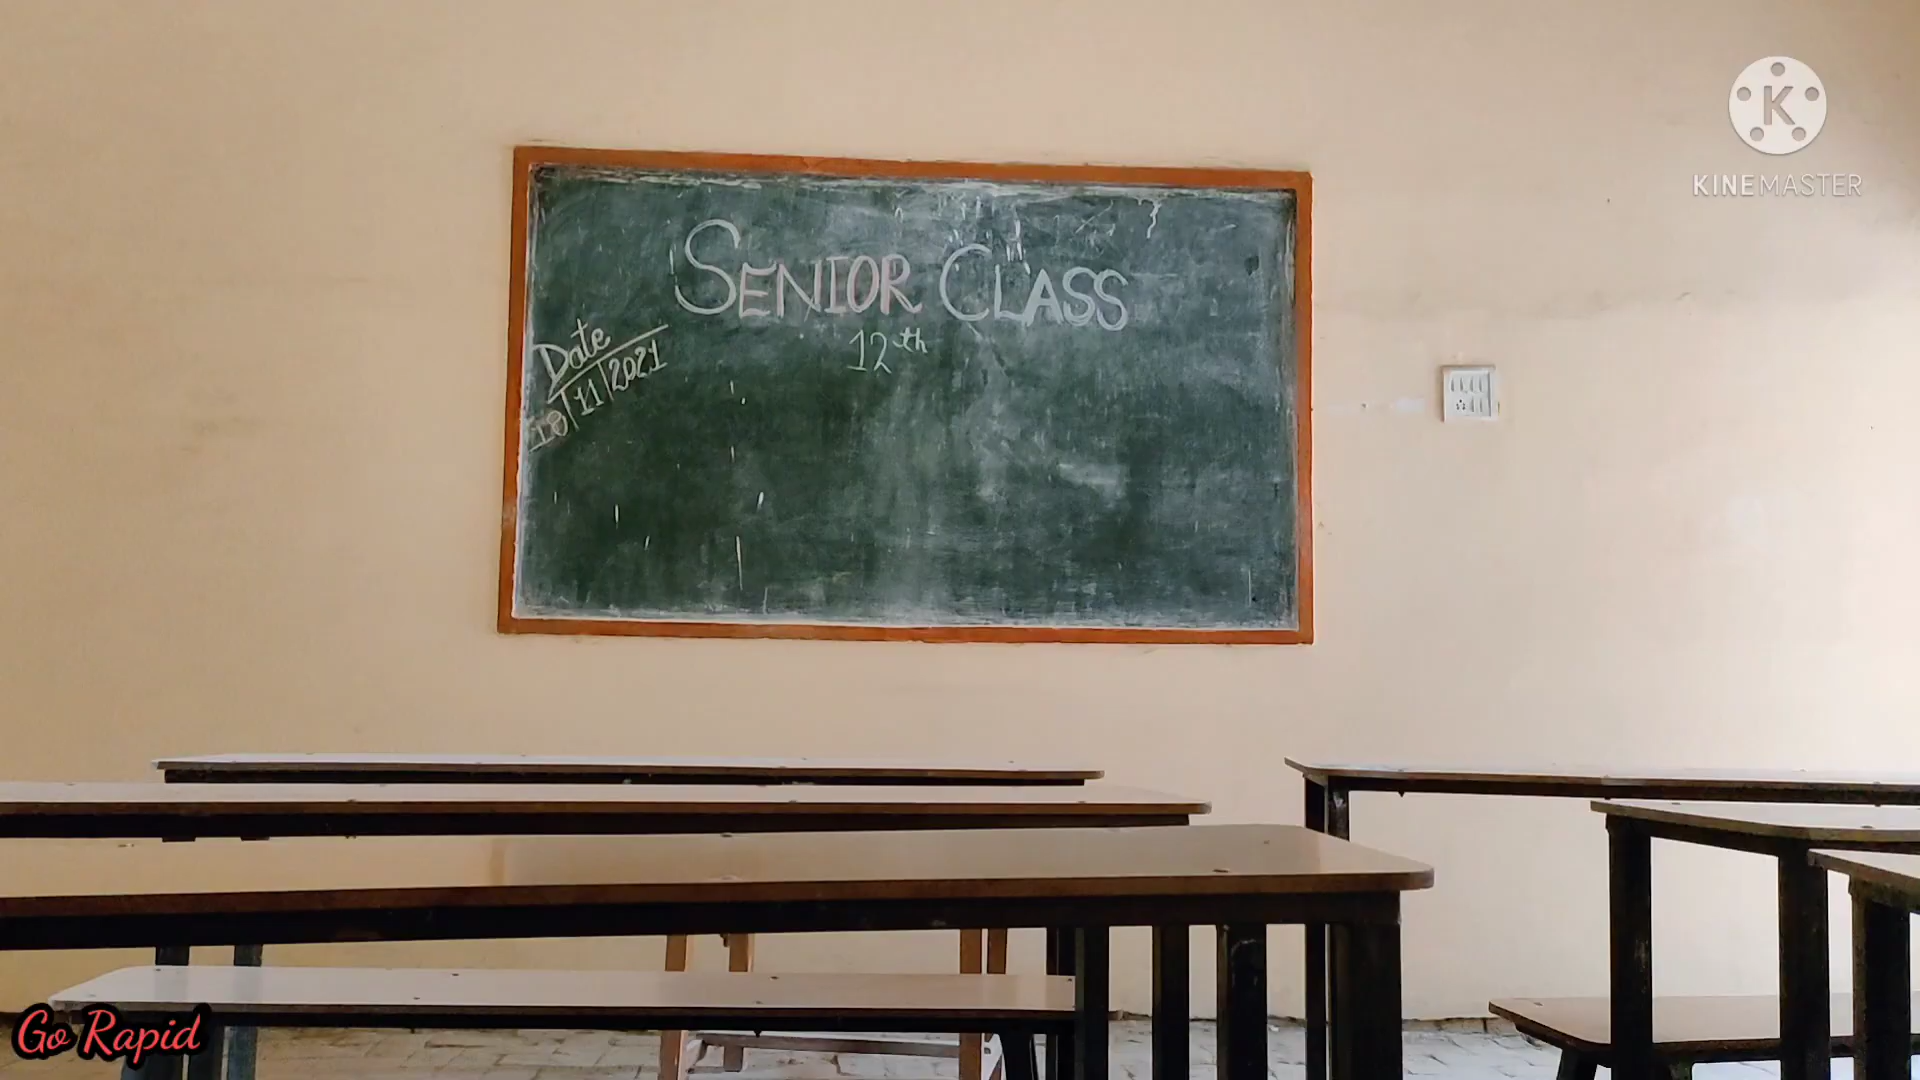 SENIOR CLASS
12th
Date
18/11/2021
K
KINEMASTER
Go Rapid